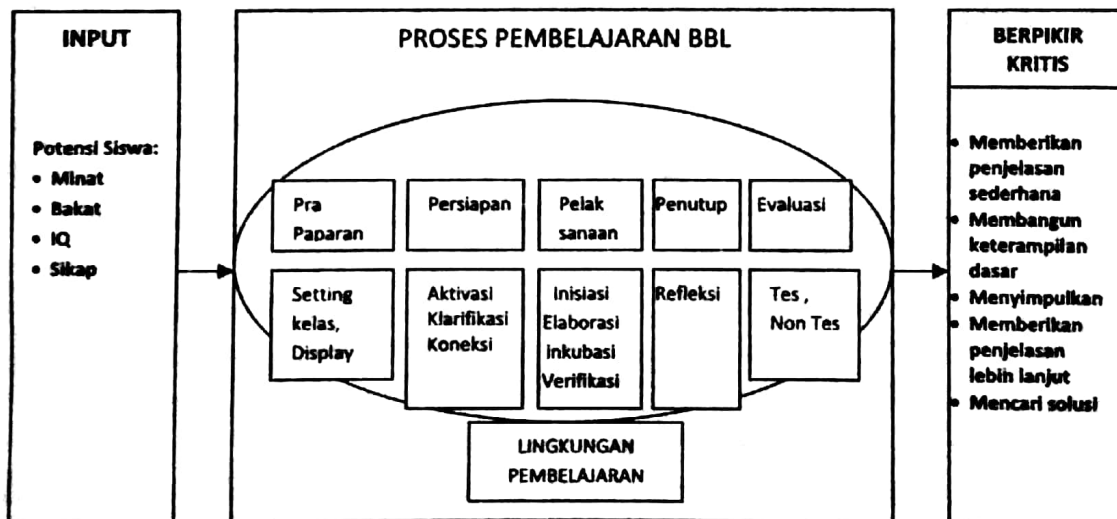 INPUT
Potensi Siswa:
• Minat
• Bakat
• IQ
• Sikap
PROSES PEMBELAJARAN BBL
Pra
Paparan
Persiapan
Pelak
sanaan
Penutup
Evaluasi
Setting
kelas,
Display
Aktivasi
Klarifikasi
Koneksi
Inisiasi
Elaborasi
inkubasi
Verifikasi
Refleksi
Tes ,
Non Tes
LINGKUNGAN
PEMBELAJARAN
BERPIKIR
KRITIS
• Memberikan
penjelasan
sederhana
• Membangun
keterampilan
dasar
• Menyimpulkan
• Memberikan
penjelasan
lebih lanjut
• Mencari solusi